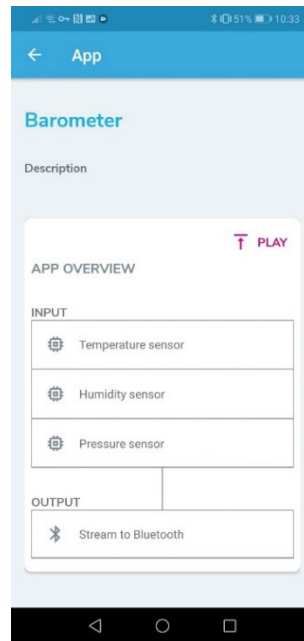 51% 10:33
App
Barometer
Description
PLAY
APP OVERVIEW
INPUT
Temperature sensor
Humidity sensor
Pressure sensor
OUTPUT
Stream to Bluetooth